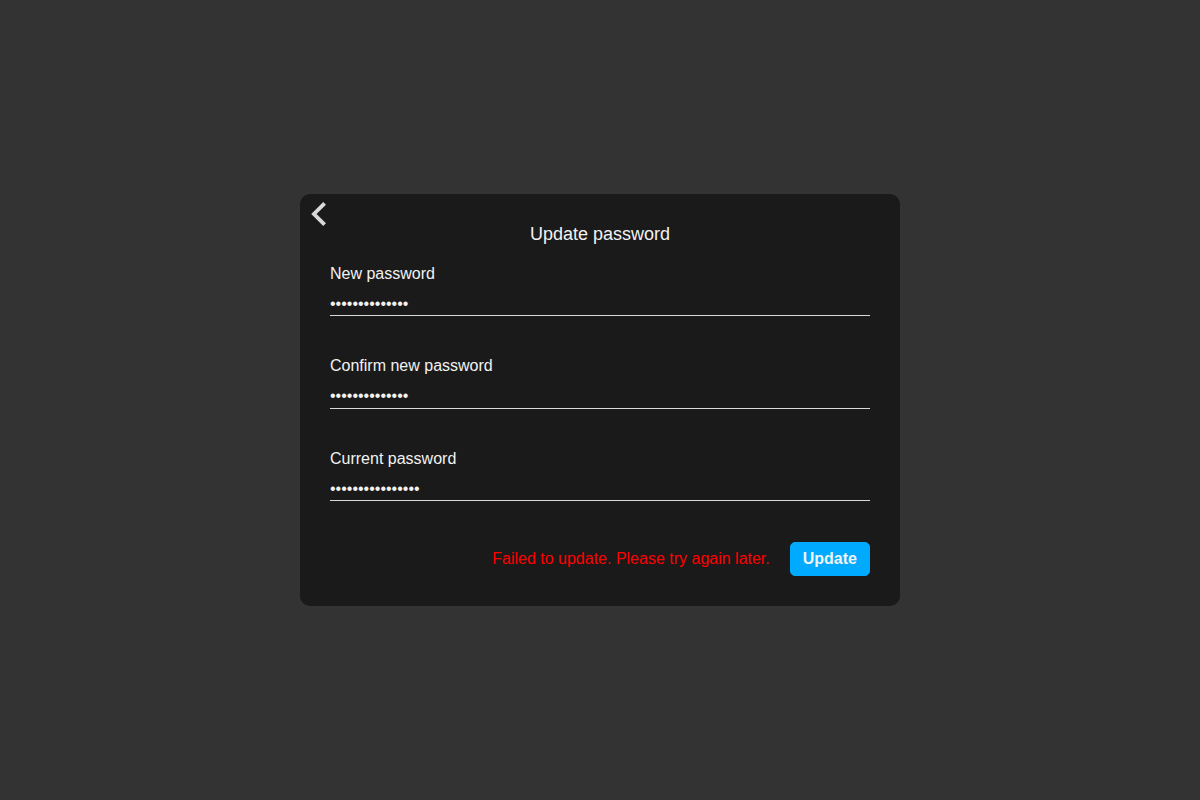 Update password
New password
••••••••••••••
Confirm new password
••••••••••••••
Current password
••••••••••••••••
Failed to update. Please try again later.
Update